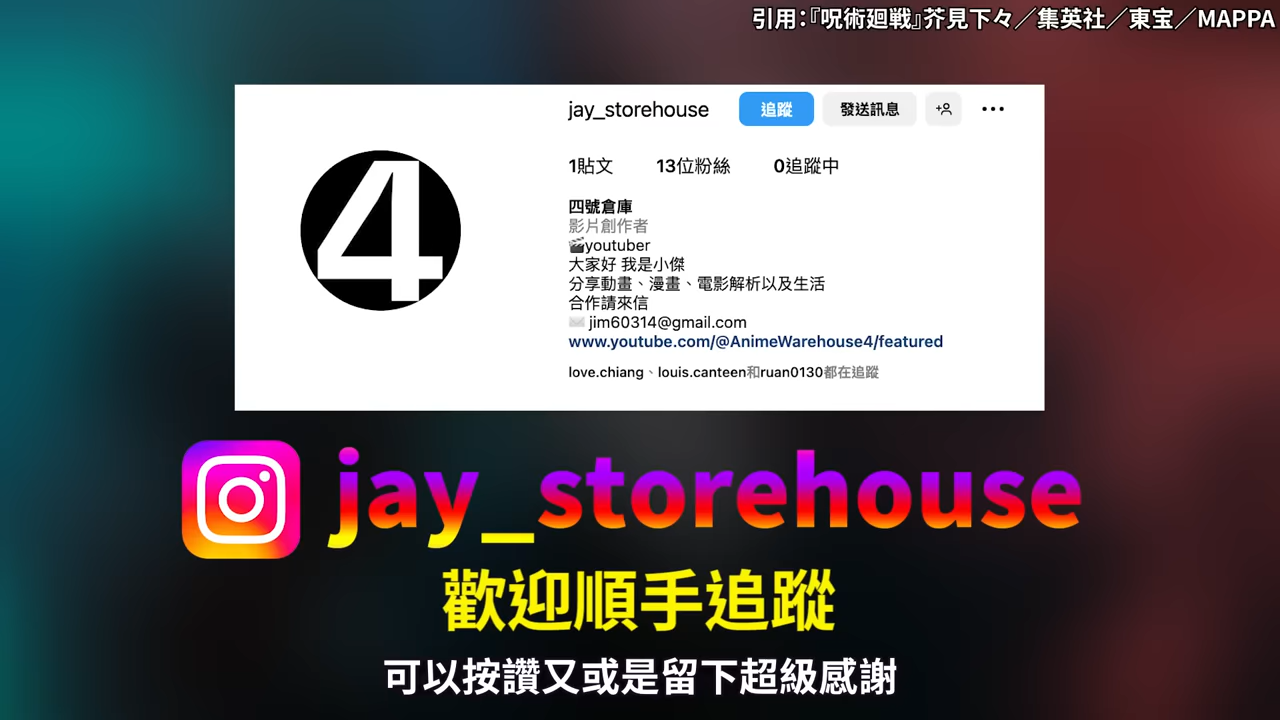 引用:『呪術廻戦』芥見下々／集英社／東宝／MAPPA
jay_storehouse 追蹤 發送訊息
1貼文 13位粉絲 0追蹤中
4
四號倉庫
影片創作者
🎬youtuber
大家好 我是小傑
分享動畫、漫畫、電影解析以及生活
合作請來信
✉️ jim60314@gmail.com
www.youtube.com/@AnimeWarehouse4/featured
love.chiang、louis.canteen和ruan0130都在追蹤
jay_storehouse
歡迎順手追蹤
可以按讚又或是留下超級感謝